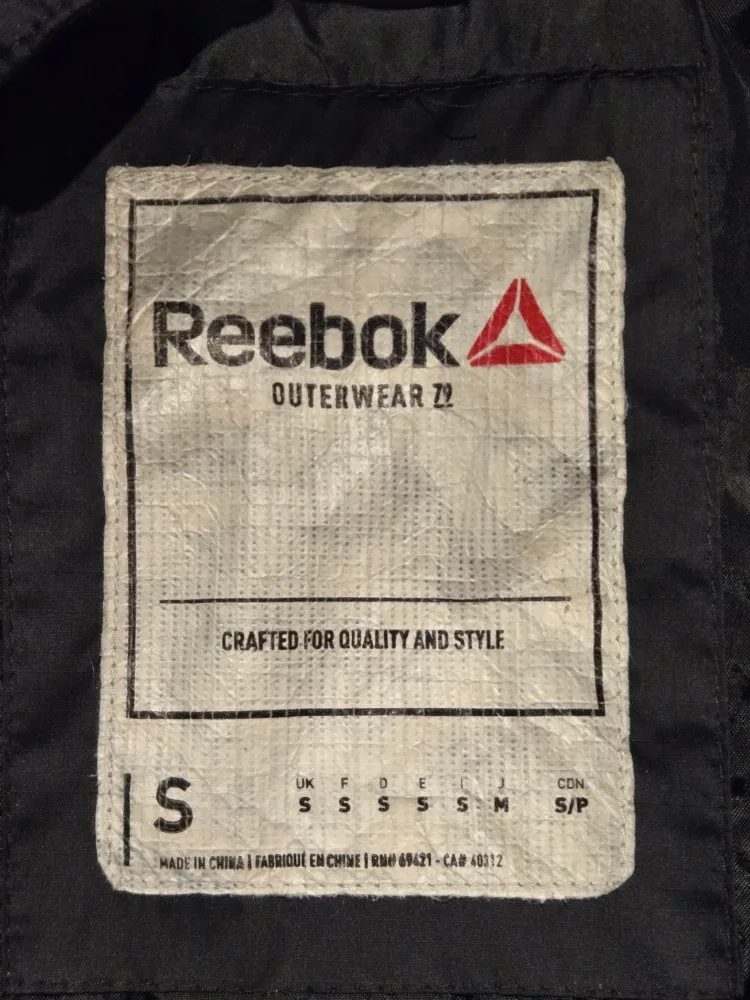 Reebok
OUTERWEAR 79
CRAFTED FOR QUALITY AND STYLE
S
UK F D E I J CDN
S S S S S M S/P
MADE IN CHINA | FABRIQUÉ EN CHINE | RN# 69421 - CA# 40312